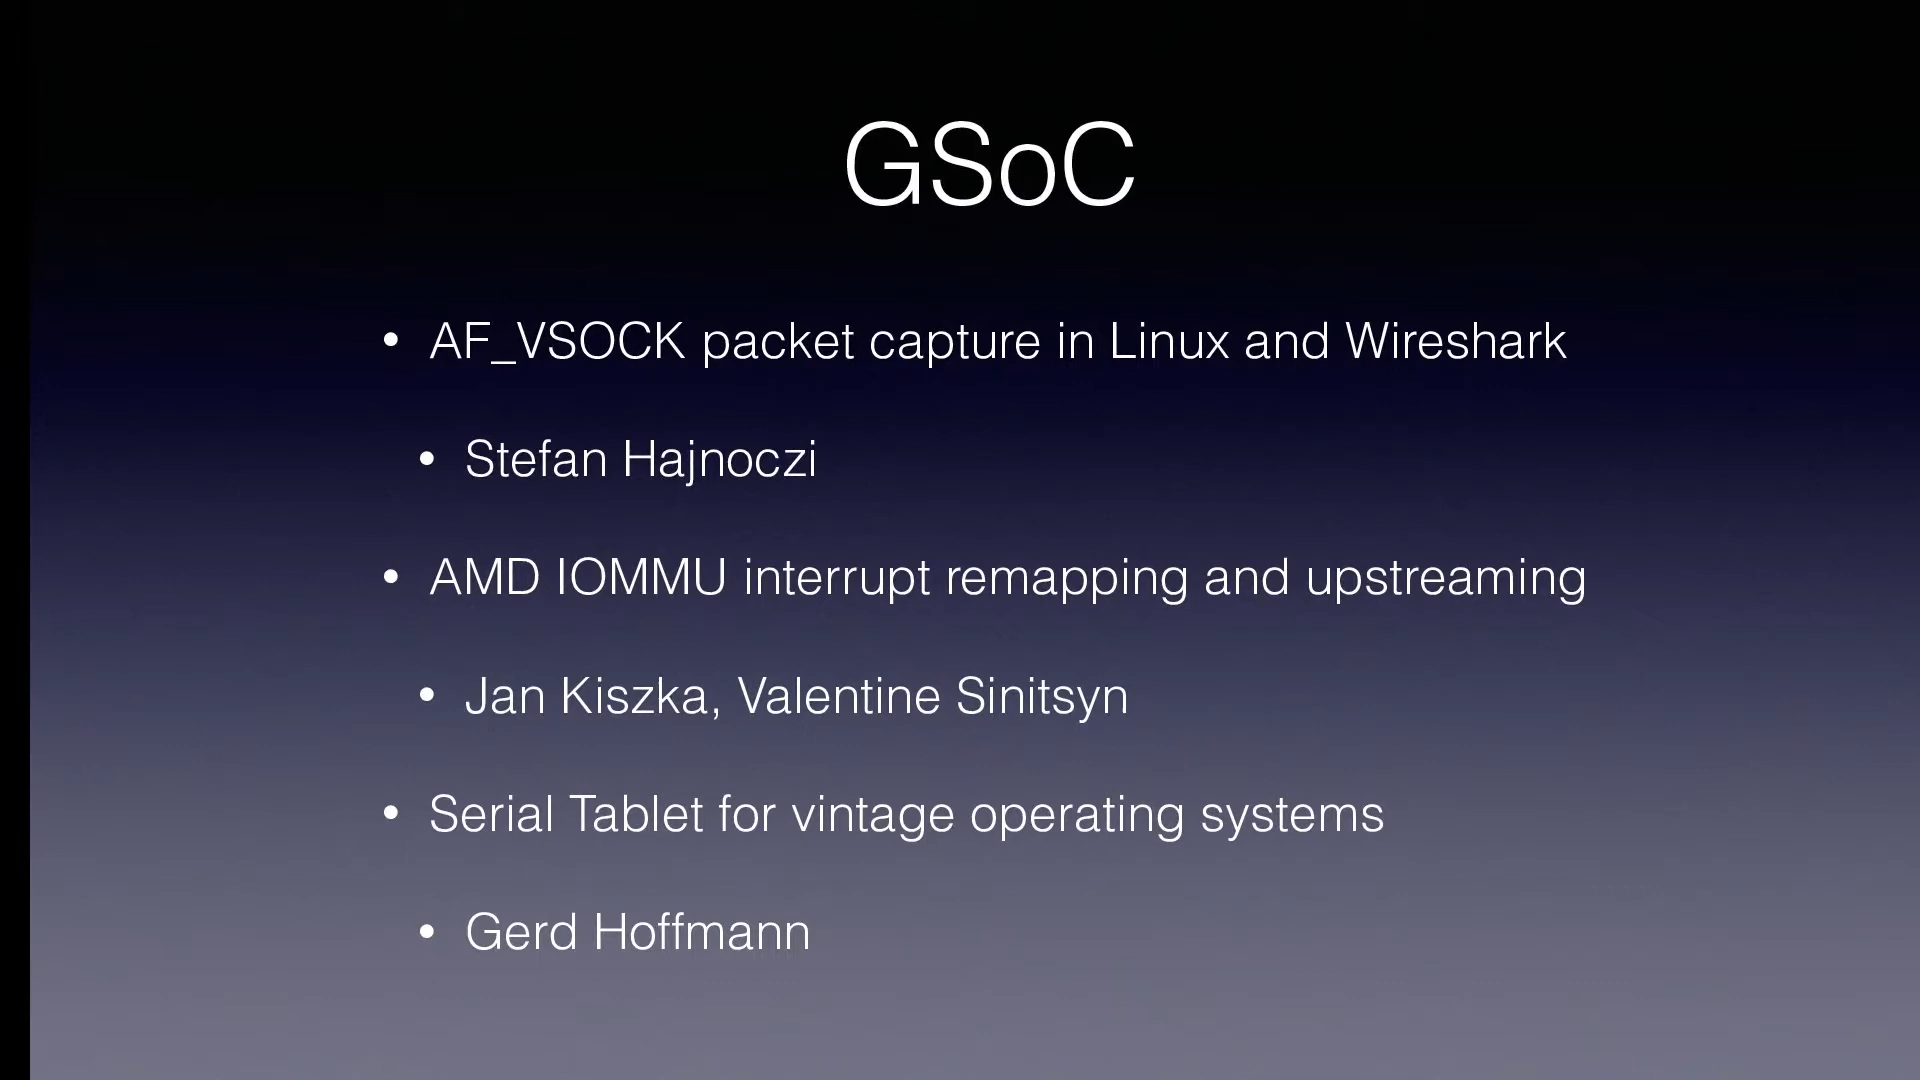 GSoC
• AF_VSOCK packet capture in Linux and Wireshark
• Stefan Hajnoczi
• AMD IOMMU interrupt remapping and upstreaming
• Jan Kiszka, Valentine Sinitsyn
• Serial Tablet for vintage operating systems
• Gerd Hoffmann